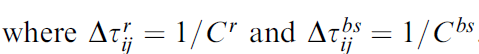 where Δτ^r_ij = 1/C^r and Δτ^bs_ij = 1/C^bs